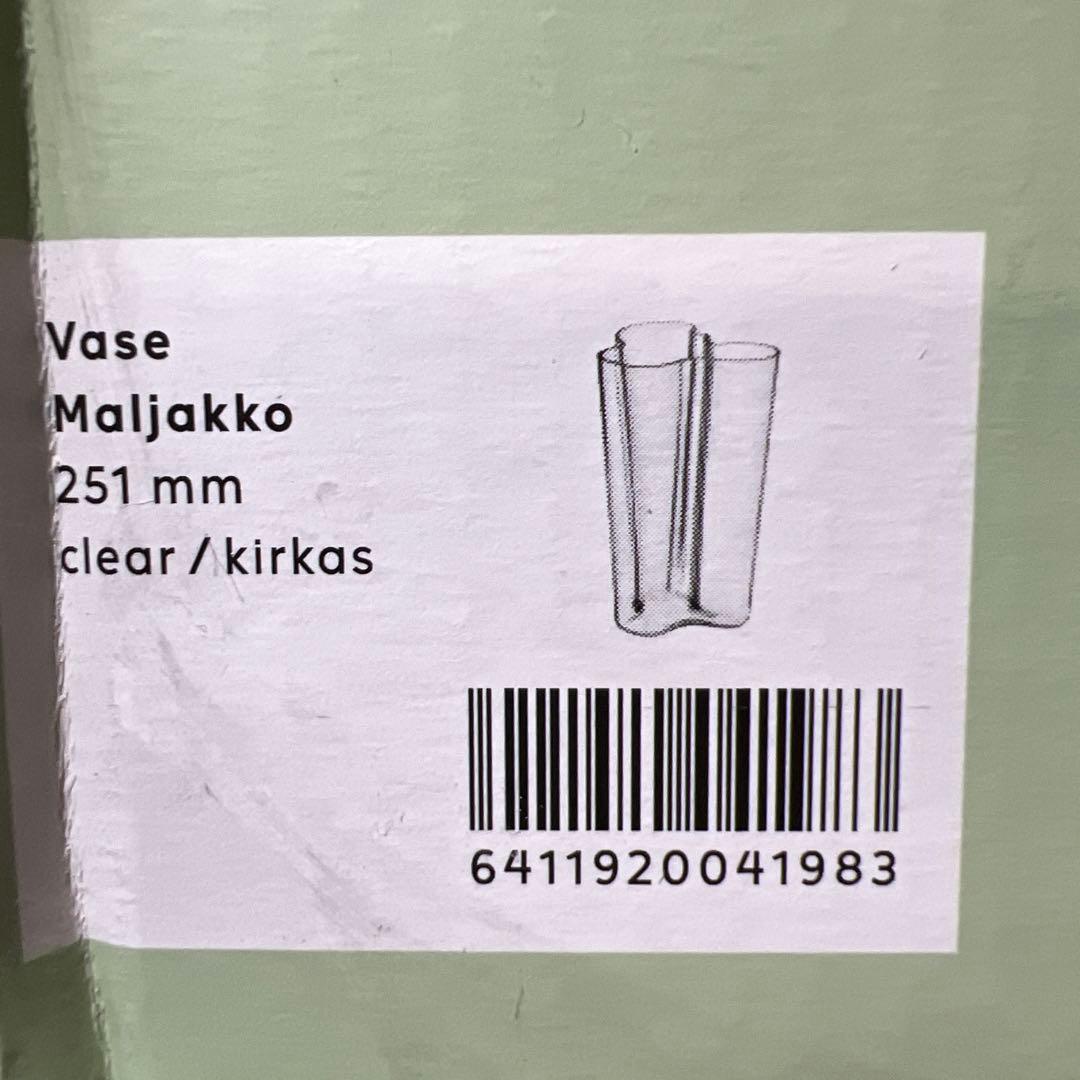 Vase
Maljakko
251 mm
clear / kirkas
6411920041983